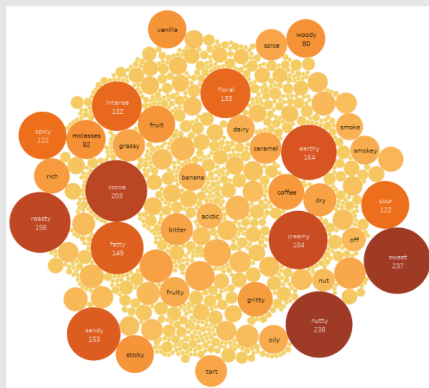 vanilla
woody
80
spice
intense
132
floral
133
spicy
122
molasses
82
fruit
dairy
smoke
grassy
caramel
earthy
164
smokey
rich
banana
cocoa
203
coffee
dry
roasty
198
acidic
sour
122
bitter
creamy
184
off
fatty
149
sweet
237
nut
fruity
gritty
nutty
238
sandy
153
oily
sticky
tart